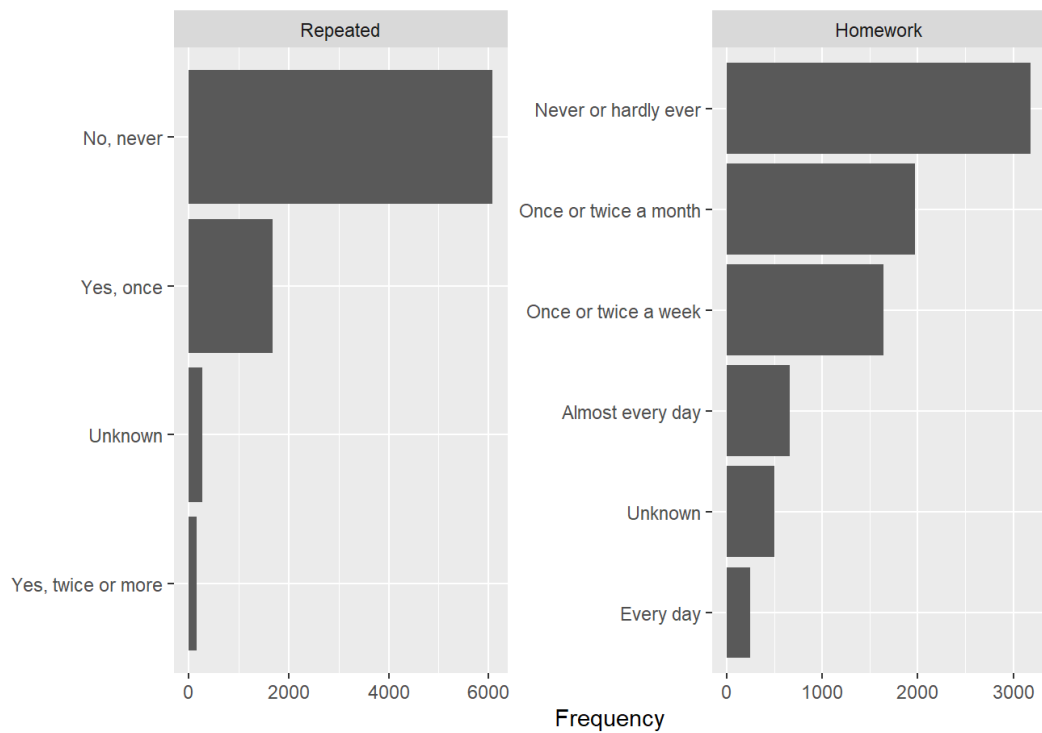 Repeated
No, never
Yes, once
Unknown
Yes, twice or more
0 2000 4000 6000
Homework
Never or hardly ever
Once or twice a month
Once or twice a week
Almost every day
Unknown
Every day
0 1000 2000 3000
Frequency